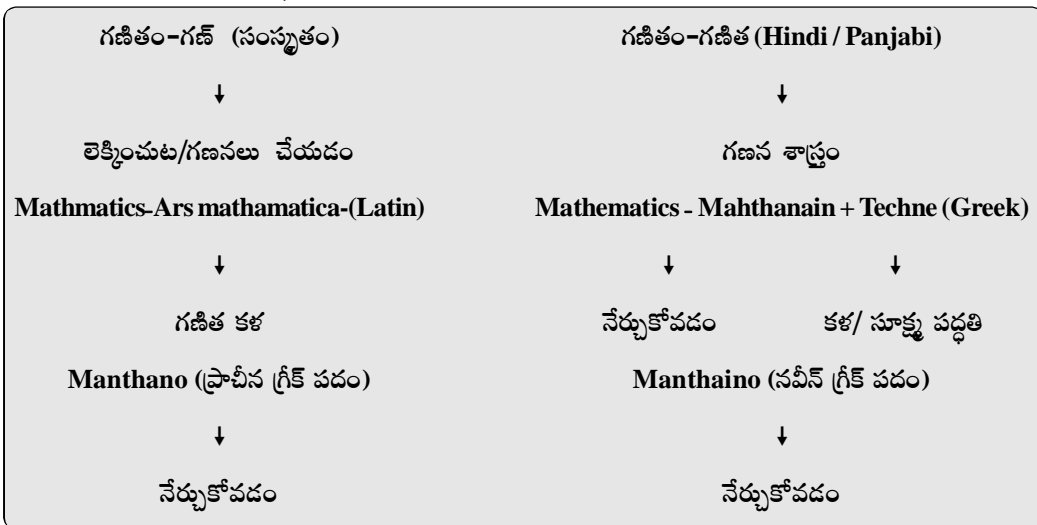 గణితం-గణ్ (సంస్కృతం) గణితం-గణిత (Hindi / Panjabi)
↓ ↓
లెక్కించుట/గణనలు చేయడం గణన శాస్త్రం
Mathmatics-Ars mathamatica-(Latin) Mathematics - Mahthanain + Techne (Greek)
↓ ↓ ↓
గణిత కళ నేర్చుకోవడం కళ/ సూక్ష్మ పద్ధతి
Manthano (ప్రాచీన గ్రీక్ పదం) Manthaino (నవీన్ గ్రీక్ పదం)
↓ ↓
నేర్చుకోవడం నేర్చుకోవడం